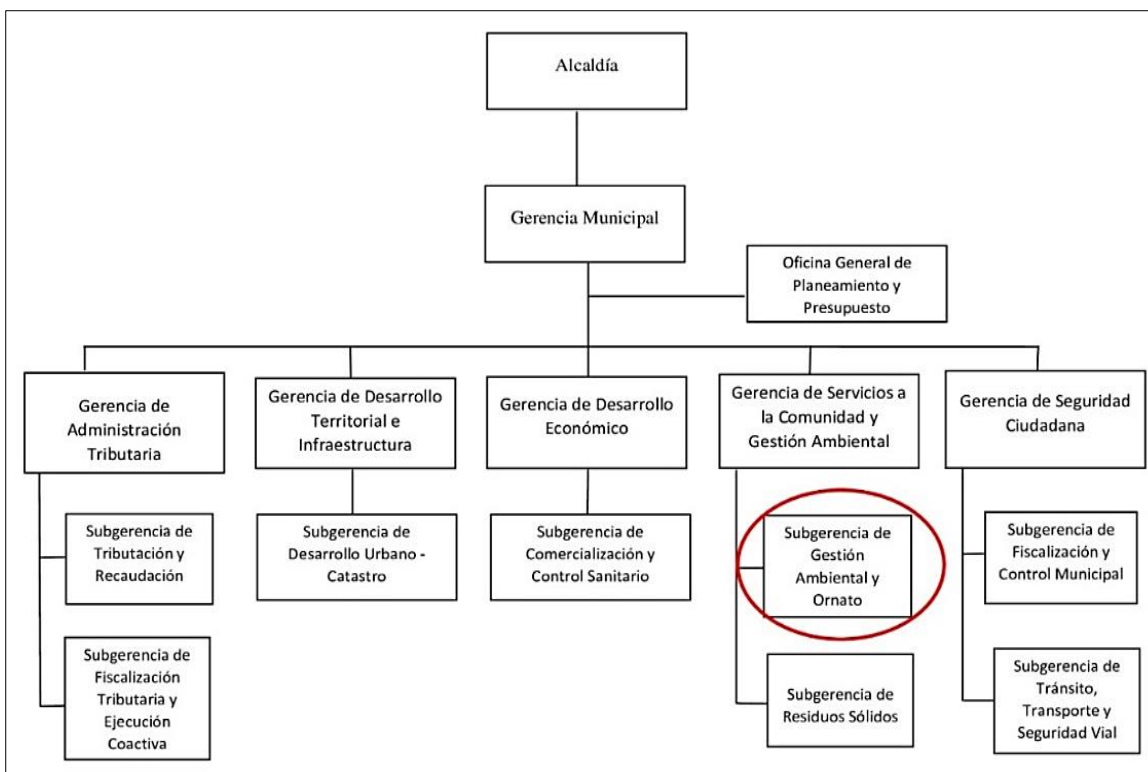 Alcaldía
Gerencia Municipal
Oficina General de
Planeamiento y
Presupuesto
Gerencia de
Administración
Tributaria
Gerencia de Desarrollo
Territorial e
Infraestructura
Gerencia de Desarrollo
Económico
Gerencia de Servicios a
la Comunidad y
Gestión Ambiental
Gerencia de Seguridad
Ciudadana
Subgerencia de
Tributación y
Recaudación
Subgerencia de
Desarrollo Urbano -
Catastro
Subgerencia de
Comercialización y
Control Sanitario
Subgerencia de
Gestión
Ambiental y
Ornato
Subgerencia de
Fiscalización y
Control Municipal
Subgerencia de
Fiscalización
Tributaria y
Ejecución
Coactiva
Subgerencia de
Residuos Sólidos
Subgerencia de
Tránsito,
Transporte y
Seguridad Vial